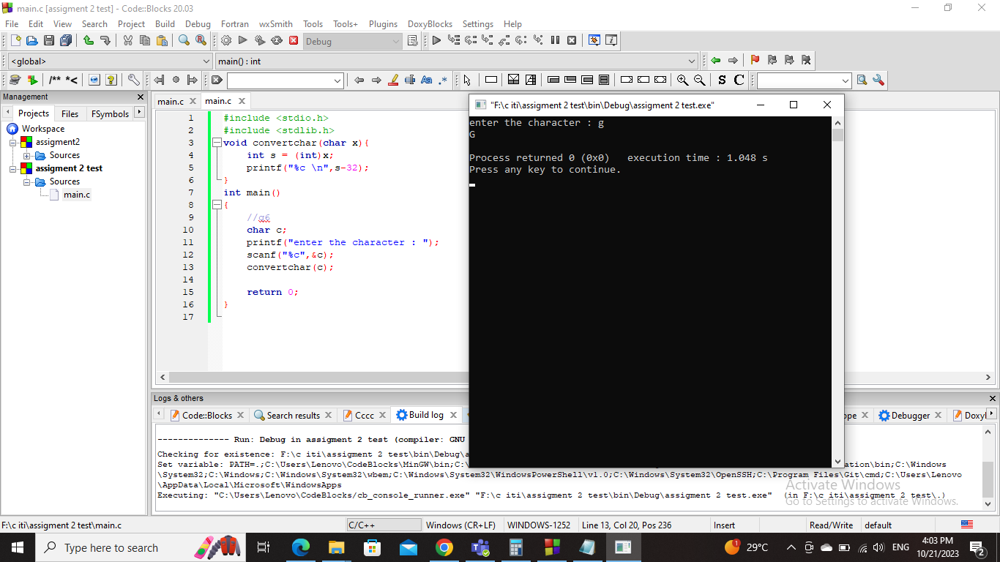 main.c [assigment 2 test] - Code::Blocks 20.03
File Edit View Search Project Build Debug Fortran wxSmith Tools Tools+ Plugins DoxyBlocks Settings Help
Debug
<global> main() : int
/** *< Aa .* S C
Management
Projects Files FSymbols
Workspace
assigment2
Sources
assigment 2 test
Sources
main.c
main.c main.c
1 #include <stdio.h>
2 #include <stdlib.h>
3 void convertchar(char x){
4 int s = (int)x;
5 printf("%c \n",s-32);
6 }
7 int main()
8 {
9 //q6
10 char c;
11 printf("enter the character : ");
12 scanf("%c",&c);
13 convertchar(c);
14
15 return 0;
16 }
17
"F:\c iti\assigment 2 test\bin\Debug\assigment 2 test.exe"
enter the character : g
G
Process returned 0 (0x0)   execution time : 1.048 s
Press any key to continue.
Logs & others
Code::Blocks Search results Cccc Build log Debugger
-------------- Run: Debug in assigment 2 test (compiler: GNU
Checking for existence: F:\c iti\assigment 2 test\bin\Debug\
Set variable: PATH=.;C:\Users\Lenovo\CodeBlocks\MinGW\bin;C:\ ation\bin;C:\Windows
\System32;C:\Windows;C:\Windows\System32\wbem;C:\Windows\System32\WindowsPowerShell\v1.0;C:\Windows\System32\OpenSSH;C:\Program Files\Git\cmd;C:\Users\Lenovo
\AppData\Local\Microsoft\WindowsApps
Executing: "C:\Users\Lenovo\CodeBlocks/cb_console_runner.exe" "F:\c iti\assigment 2 test\bin\Debug\assigment 2 test.exe"  (in F:\c iti\assigment 2 test\.)
Activate Windows
Go to Settings to activate Windows.
F:\c iti\assigment 2 test\main.c C/C++ Windows (CR+LF) WINDOWS-1252 Line 13, Col 20, Pos 236 Insert Read/Write default
Type here to search 29°C ENG 4:03 PM
10/21/2023
2